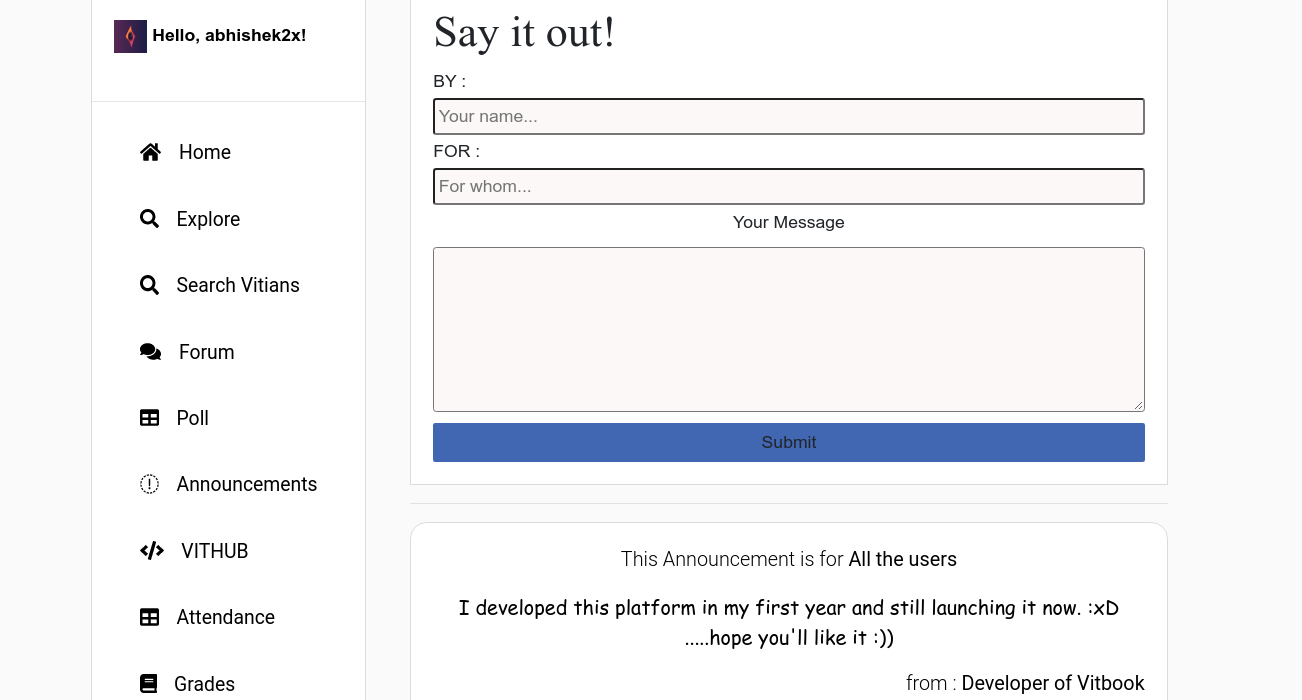 Hello, abhishek2x!
Home
Explore
Search Vitians
Forum
Poll
Announcements
VITHUB
Attendance
Grades
Say it out!
BY :
Your name...
FOR :
For whom...
Your Message
Submit
This Announcement is for All the users
I developed this platform in my first year and still launching it now. :xD
.....hope you'll like it :))
from : Developer of Vitbook